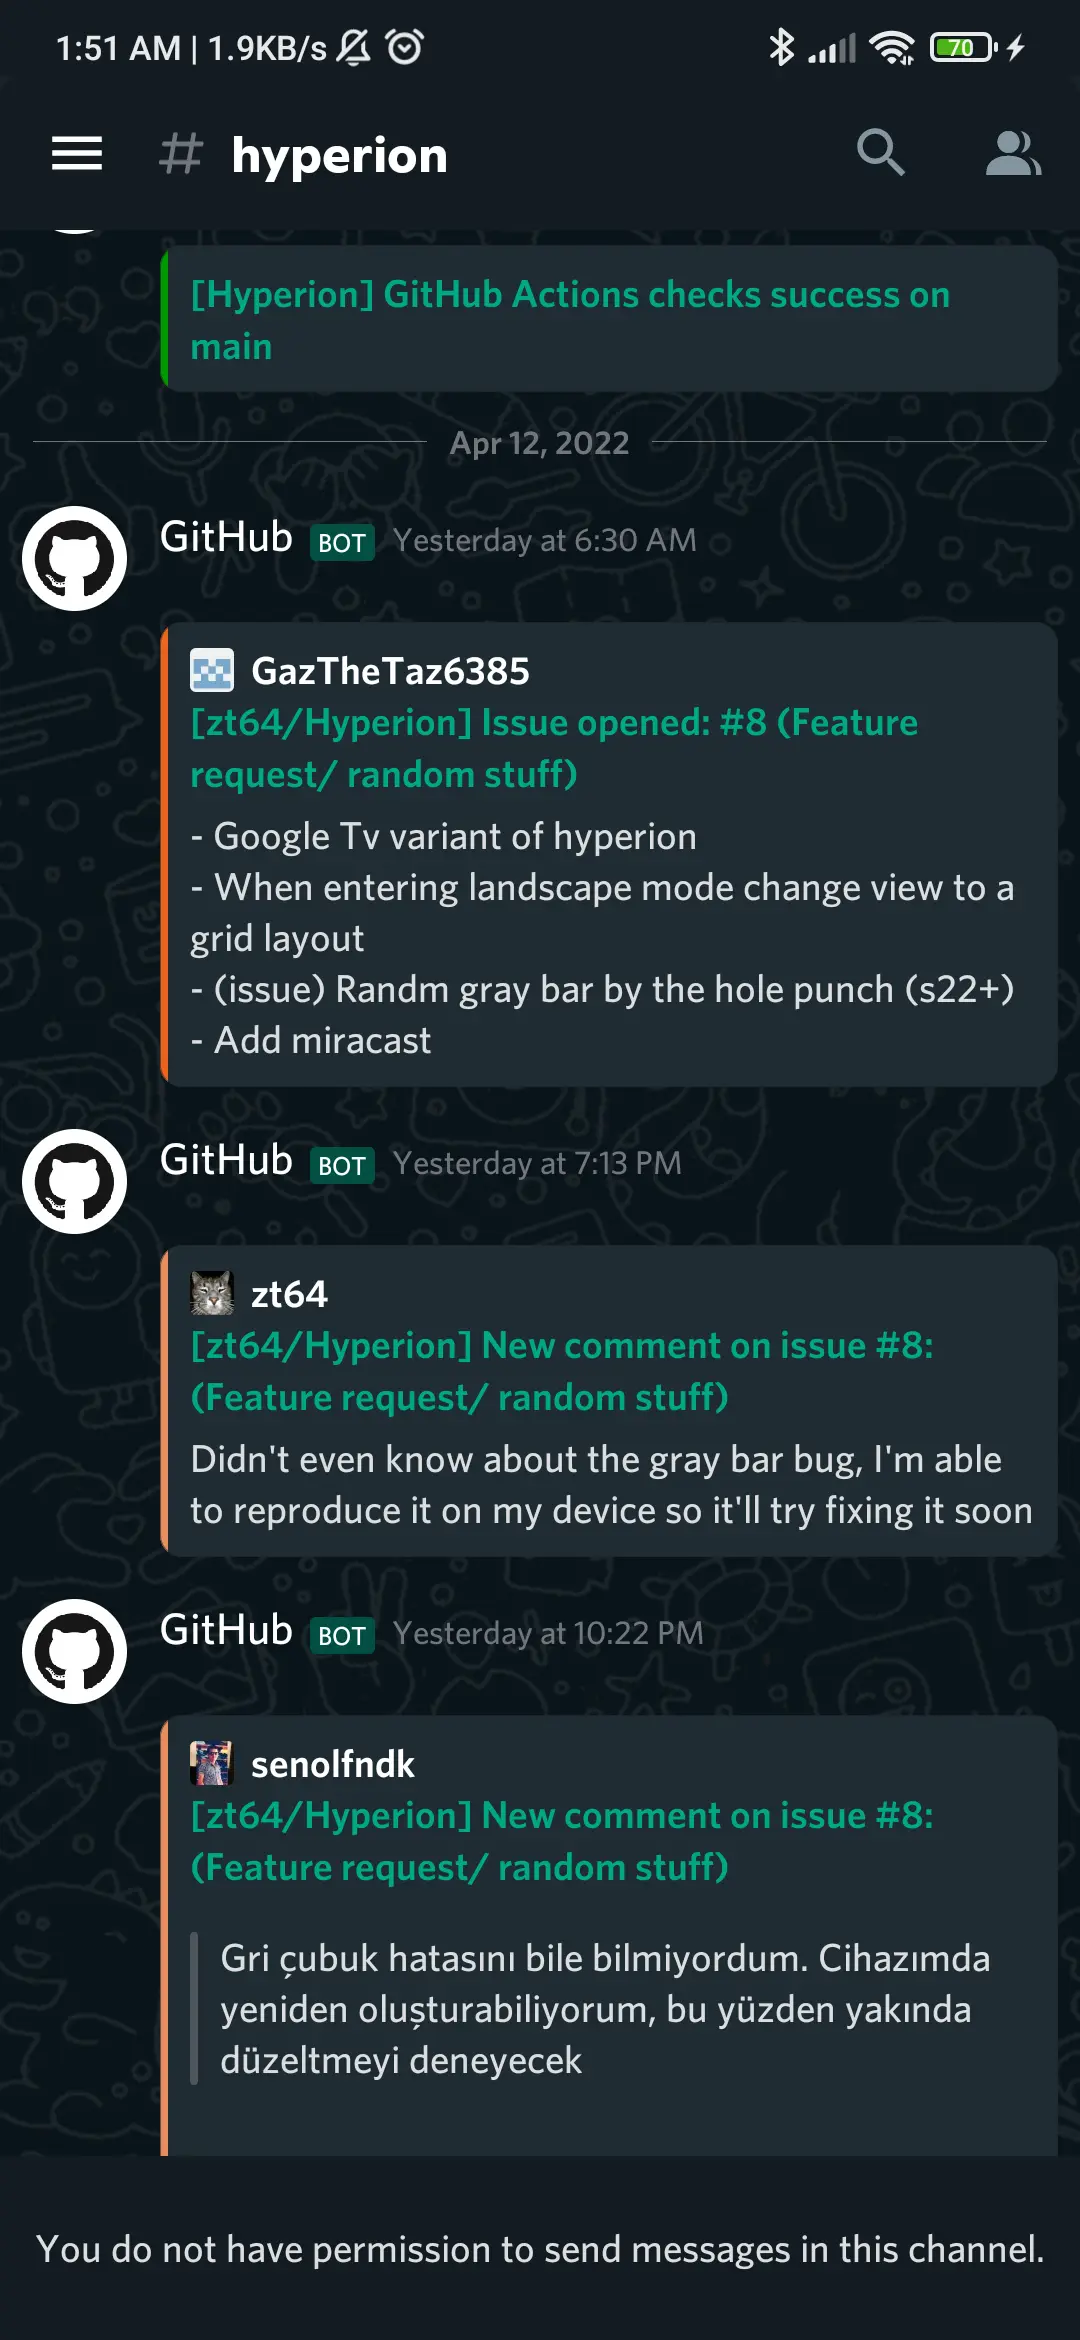 1:51 AM | 1.9KB/s
70
# hyperion
[Hyperion] GitHub Actions checks success on
main
Apr 12, 2022
GitHub BOT Yesterday at 6:30 AM
GazTheTaz6385
[zt64/Hyperion] Issue opened: #8 (Feature
request/ random stuff)
- Google Tv variant of hyperion
- When entering landscape mode change view to a
grid layout
- (issue) Randm gray bar by the hole punch (s22+)
- Add miracast
GitHub BOT Yesterday at 7:13 PM
zt64
[zt64/Hyperion] New comment on issue #8:
(Feature request/ random stuff)
Didn't even know about the gray bar bug, I'm able
to reproduce it on my device so it'll try fixing it soon
GitHub BOT Yesterday at 10:22 PM
senolfndk
[zt64/Hyperion] New comment on issue #8:
(Feature request/ random stuff)
Gri çubuk hatasını bile bilmiyordum. Cihazımda
yeniden oluşturabiliyorum, bu yüzden yakında
düzeltmeyi deneyecek
You do not have permission to send messages in this channel.